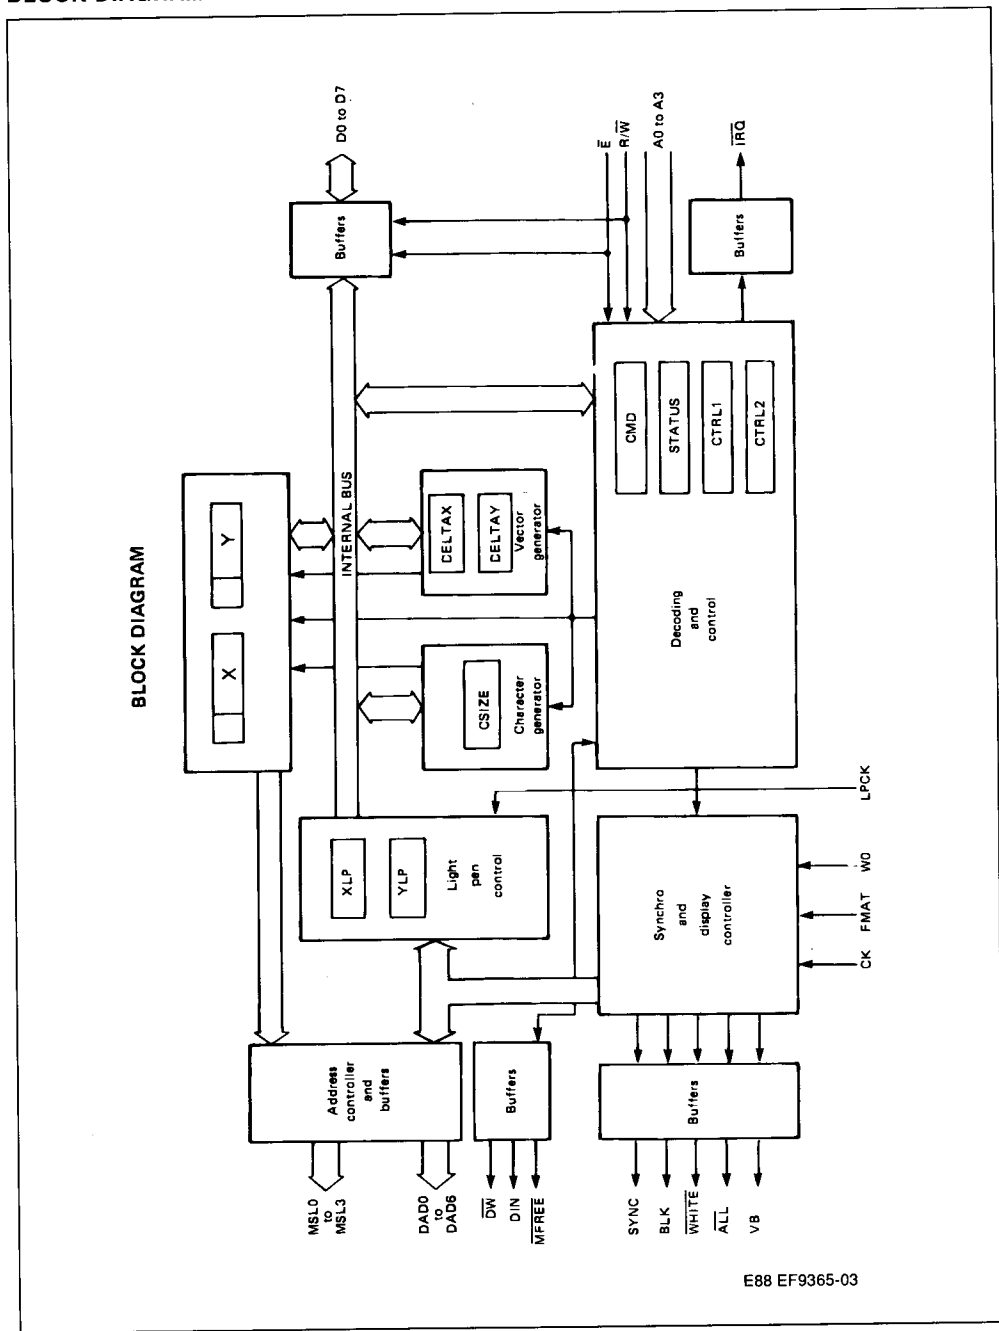 BLOCK DIAGRAM
D0 to D7
Buffers
E
R/W
A0 to A3
IRQ
Buffers
Y
X
INTERNAL BUS
DELTAX
DELTAY
Vector
generator
CSIZE
Character
generator
CMD
STATUS
CTRL1
CTRL2
Decoding
and
control
XLP
YLP
Light
pen
control
LPCK
Synchro
and
display
controller
W0
FMAT
CK
Address
controller
and
buffers
Buffers
Buffers
MSL0
to
MSL3
DAD0
to
DAD6
DW
DIN
MFREE
SYNC
BLK
WHITE
ALL
VB
E88 EF9365-03